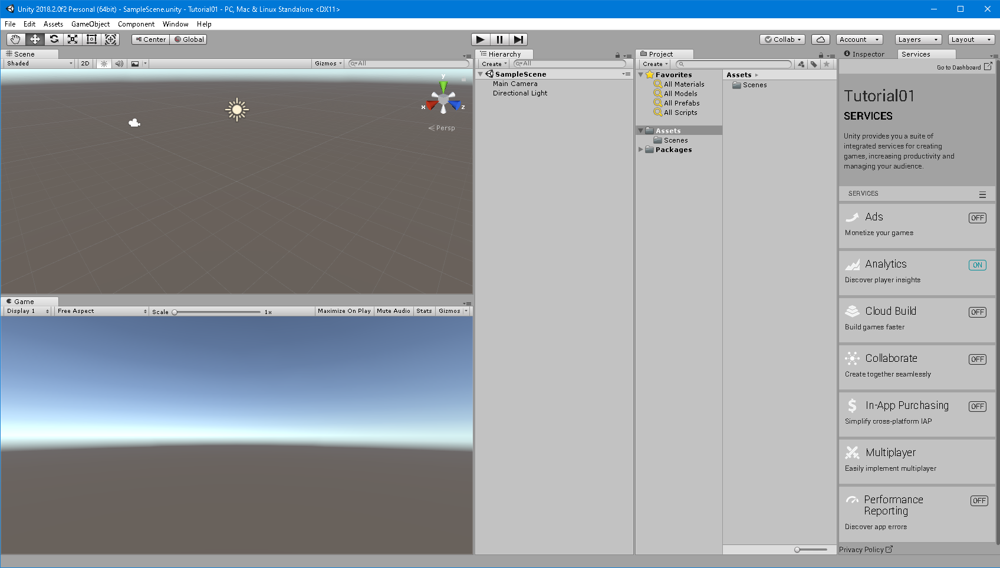 Unity 2018.2.0f2 Personal (64bit) - SampleScene.unity - Tutorial01 - PC, Mac & Linux Standalone <DX11>
File Edit Assets GameObject Component Window Help
Center Global Collab Account Layers Layout
Scene
Shaded 2D Gizmos All
y
x z
Persp
Game
Display 1 Free Aspect Scale 1x Maximize On Play Mute Audio Stats Gizmos
Hierarchy
Create All
SampleScene
Main Camera
Directional Light
Project
Create
Favorites
All Materials
All Models
All Prefabs
All Scripts
Assets
Scenes
Packages
Assets
Scenes
Inspector Services
Go to Dashboard
Tutorial01
SERVICES
Unity provides you a suite of
integrated services for creating
games, increasing productivity and
managing your audience.
SERVICES
Ads OFF
Monetize your games
Analytics ON
Discover player insights
Cloud Build OFF
Build games faster
Collaborate OFF
Create together seamlessly
In-App Purchasing OFF
Simplify cross-platform IAP
Multiplayer
Easily implement multiplayer
Performance OFF
Reporting
Discover app errors
Privacy Policy